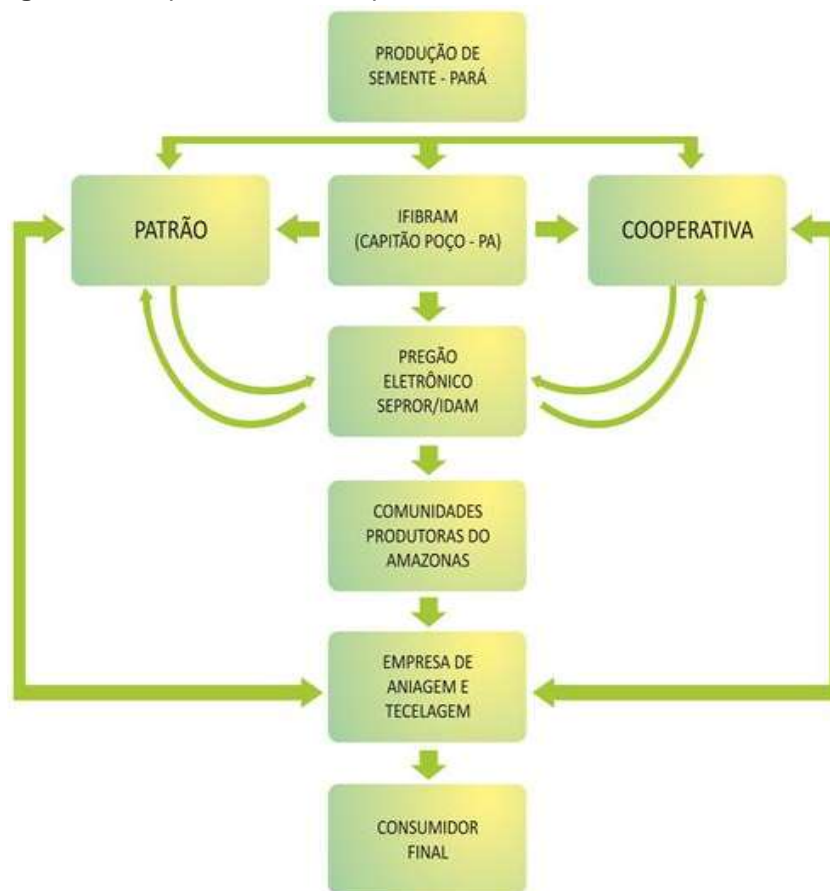 PRODUÇÃO DE
SEMENTE - PARÁ
PATRÃO
IFIBRAM
(CAPITÃO POÇO - PA)
COOPERATIVA
PREGÃO
ELETRÔNICO
SEPROR/IDAM
COMUNIDADES
PRODUTORAS DO
AMAZONAS
EMPRESA DE
ANIAGEM E
TECELAGEM
CONSUMIDOR
FINAL